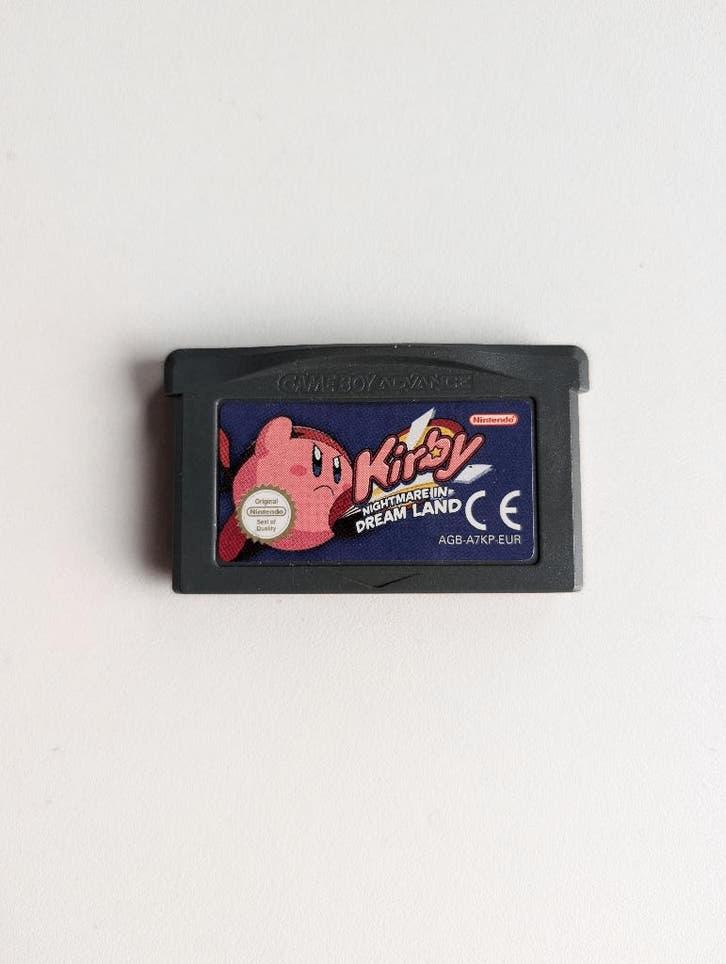 GAME BOY ADVANCE
Nintendo
Kirby
NIGHTMARE IN
DREAM LAND
CE
AGB-A7KP-EUR
Original
Nintendo
Seal of
Quality